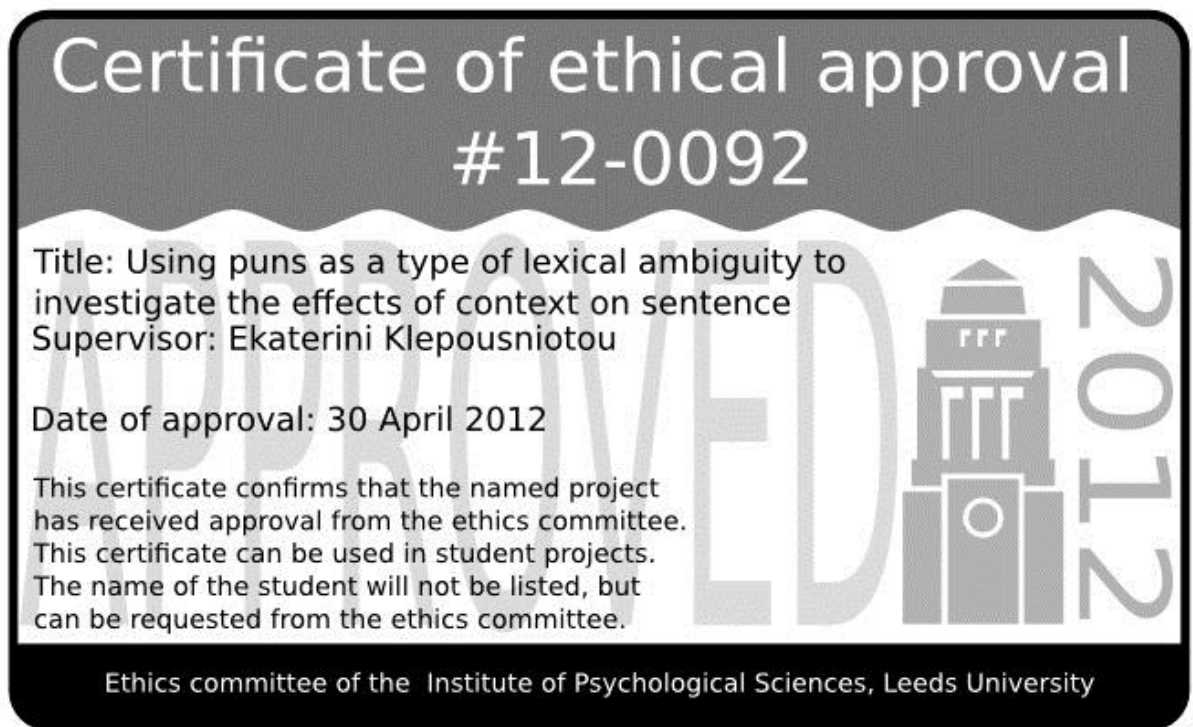 Certificate of ethical approval
#12-0092
APPROVED
Title: Using puns as a type of lexical ambiguity to
investigate the effects of context on sentence
Supervisor: Ekaterini Klepousniotou
Date of approval: 30 April 2012
This certificate confirms that the named project
has received approval from the ethics committee.
This certificate can be used in student projects.
The name of the student will not be listed, but
can be requested from the ethics committee.
2012
Ethics committee of the  Institute of Psychological Sciences, Leeds University